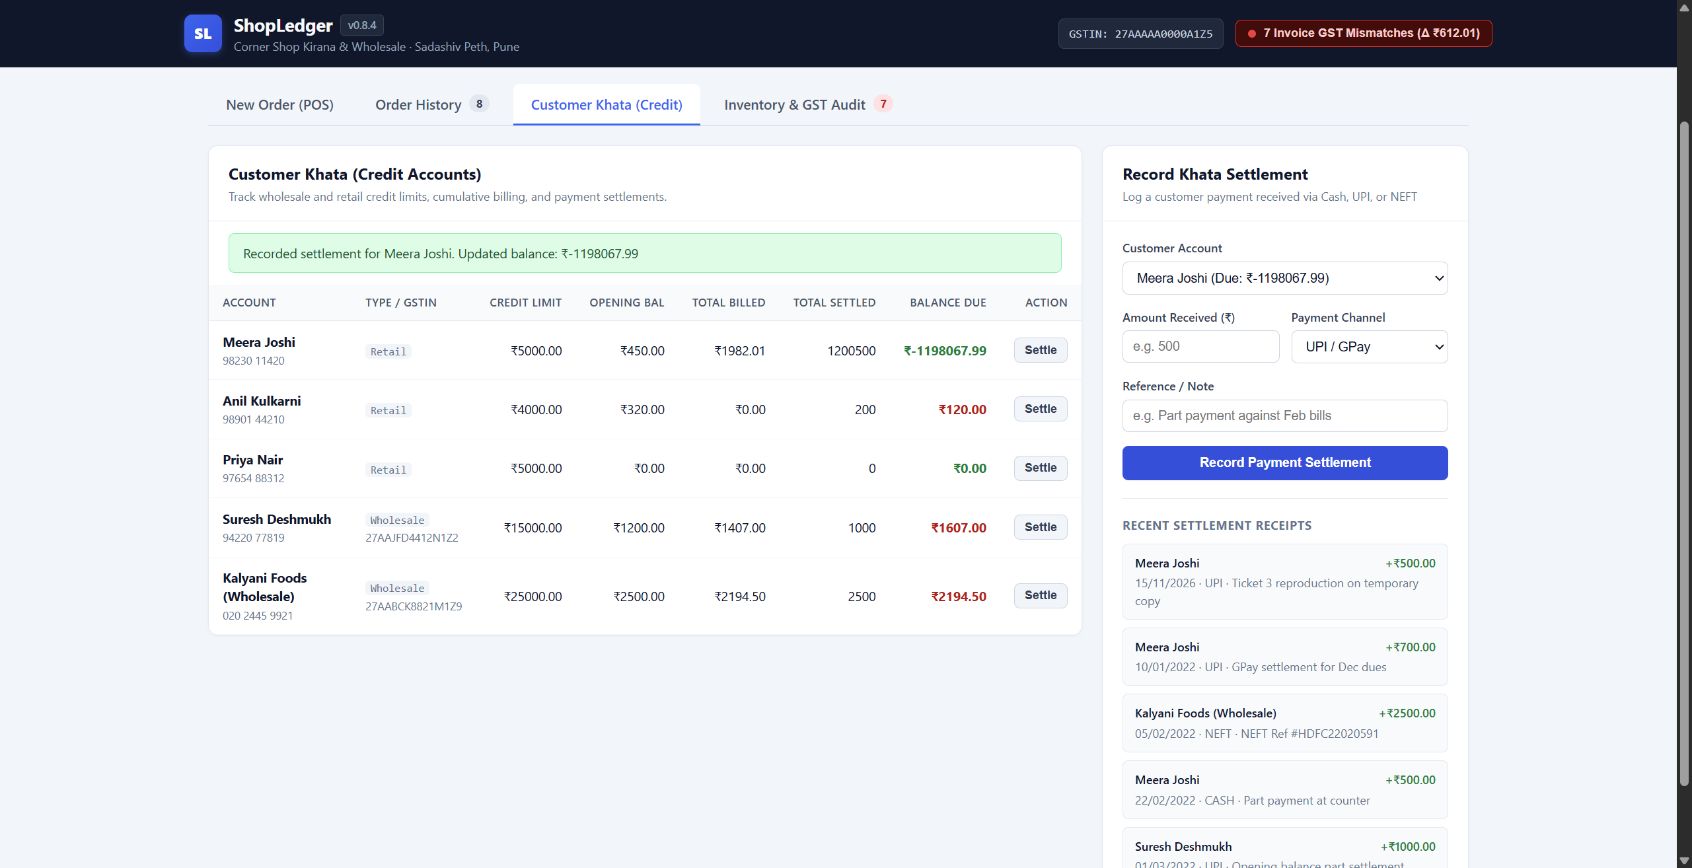 SL
ShopLedger v0.8.4
Corner Shop Kirana & Wholesale · Sadashiv Peth, Pune
GSTIN: 27AAAAA0000A1Z5
7 Invoice GST Mismatches (Δ ₹612.01)
New Order (POS)
Order History 8
Customer Khata (Credit)
Inventory & GST Audit 7
Customer Khata (Credit Accounts)
Track wholesale and retail credit limits, cumulative billing, and payment settlements.
Recorded settlement for Meera Joshi. Updated balance: ₹-1198067.99
ACCOUNT TYPE / GSTIN CREDIT LIMIT OPENING BAL TOTAL BILLED TOTAL SETTLED BALANCE DUE ACTION
Meera Joshi
98230 11420
Retail ₹5000.00 ₹450.00 ₹1982.01 1200500 ₹-1198067.99 Settle
Anil Kulkarni
98901 44210
Retail ₹4000.00 ₹320.00 ₹0.00 200 ₹120.00 Settle
Priya Nair
97654 88312
Retail ₹5000.00 ₹0.00 ₹0.00 0 ₹0.00 Settle
Suresh Deshmukh
94220 77819
Wholesale
27AAJFD4412N1Z2
₹15000.00 ₹1200.00 ₹1407.00 1000 ₹1607.00 Settle
Kalyani Foods
(Wholesale)
020 2445 9921
Wholesale
27AABCK8821M1Z9
₹25000.00 ₹2500.00 ₹2194.50 2500 ₹2194.50 Settle
Record Khata Settlement
Log a customer payment received via Cash, UPI, or NEFT
Customer Account
Meera Joshi (Due: ₹-1198067.99)
Amount Received (₹) Payment Channel
e.g. 500 UPI / GPay
Reference / Note
e.g. Part payment against Feb bills
Record Payment Settlement
RECENT SETTLEMENT RECEIPTS
Meera Joshi +₹500.00
15/11/2026 · UPI · Ticket 3 reproduction on temporary
copy
Meera Joshi +₹700.00
10/01/2022 · UPI · GPay settlement for Dec dues
Kalyani Foods (Wholesale) +₹2500.00
05/02/2022 · NEFT · NEFT Ref #HDFC22020591
Meera Joshi +₹500.00
22/02/2022 · CASH · Part payment at counter
Suresh Deshmukh +₹1000.00
01/03/2022 · UPI · Opening balance part settlement